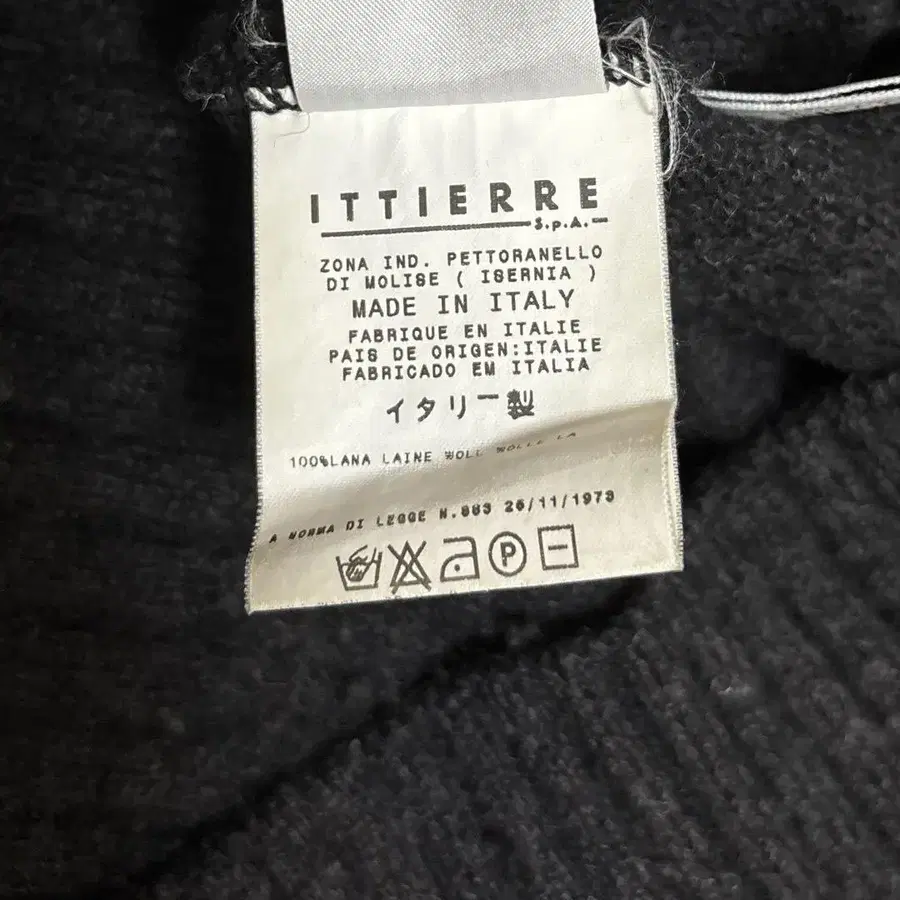 ITTIERRE
S.p.A.
ZONA IND. PETTORANELLO
DI MOLISE ( ISERNIA )
MADE IN ITALY
FABRIQUE EN ITALIE
PAIS DE ORIGEN:ITALIE
FABRICADO EM ITALIA
イタリー製
100%LANA LAINE WOLL WOLLE LA
A NORMA DI LEGGE N.883 26/11/1973
P